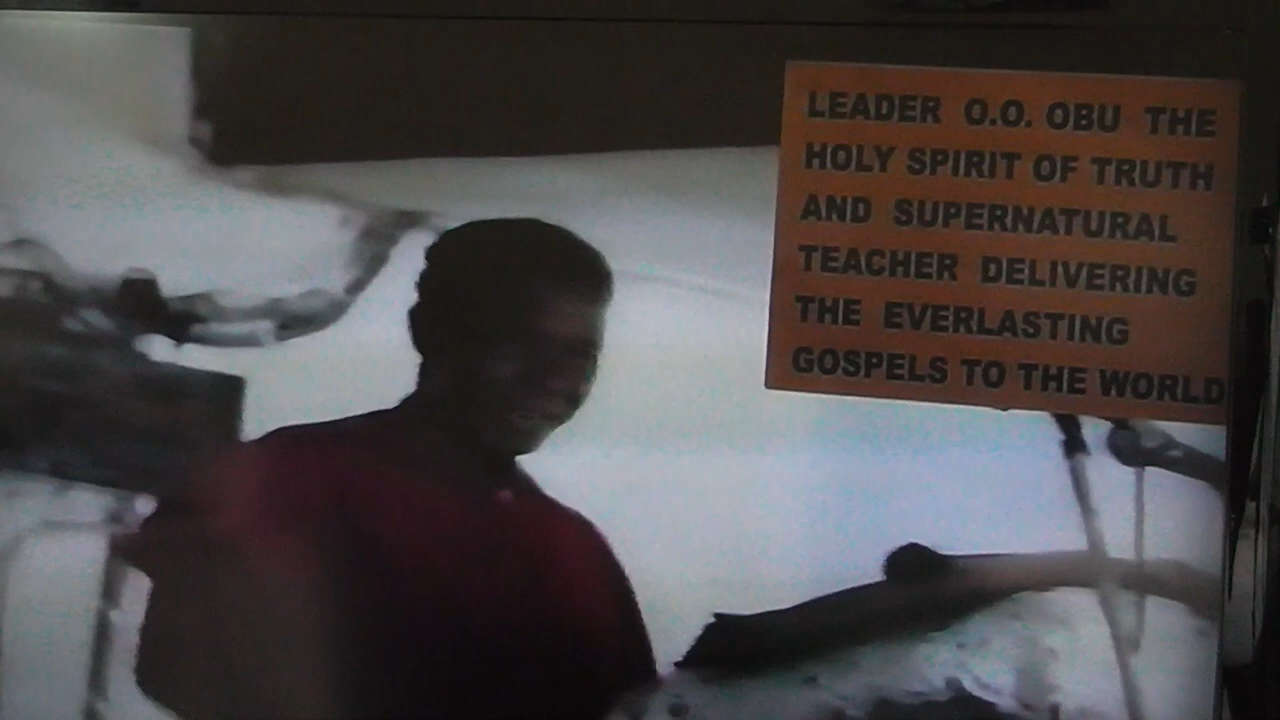 LEADER O.O. OBU THE
HOLY SPIRIT OF TRUTH
AND SUPERNATURAL
TEACHER DELIVERING
THE EVERLASTING
GOSPELS TO THE WORLD